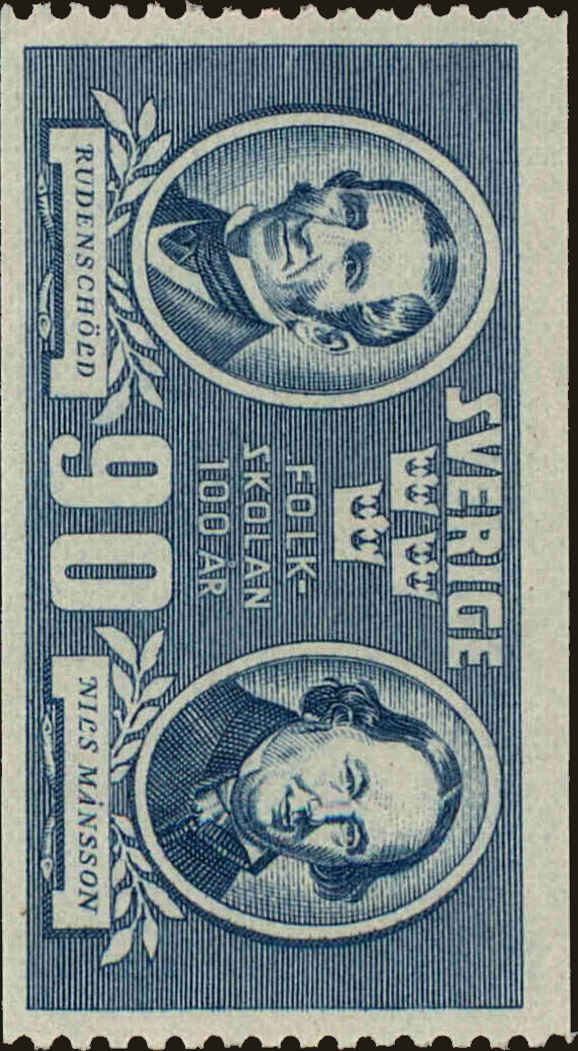 SVERIGE
FOLK-
SKOLAN
100 ÅR
90
RUDENSCHÖLD
NILS MÅNSSON